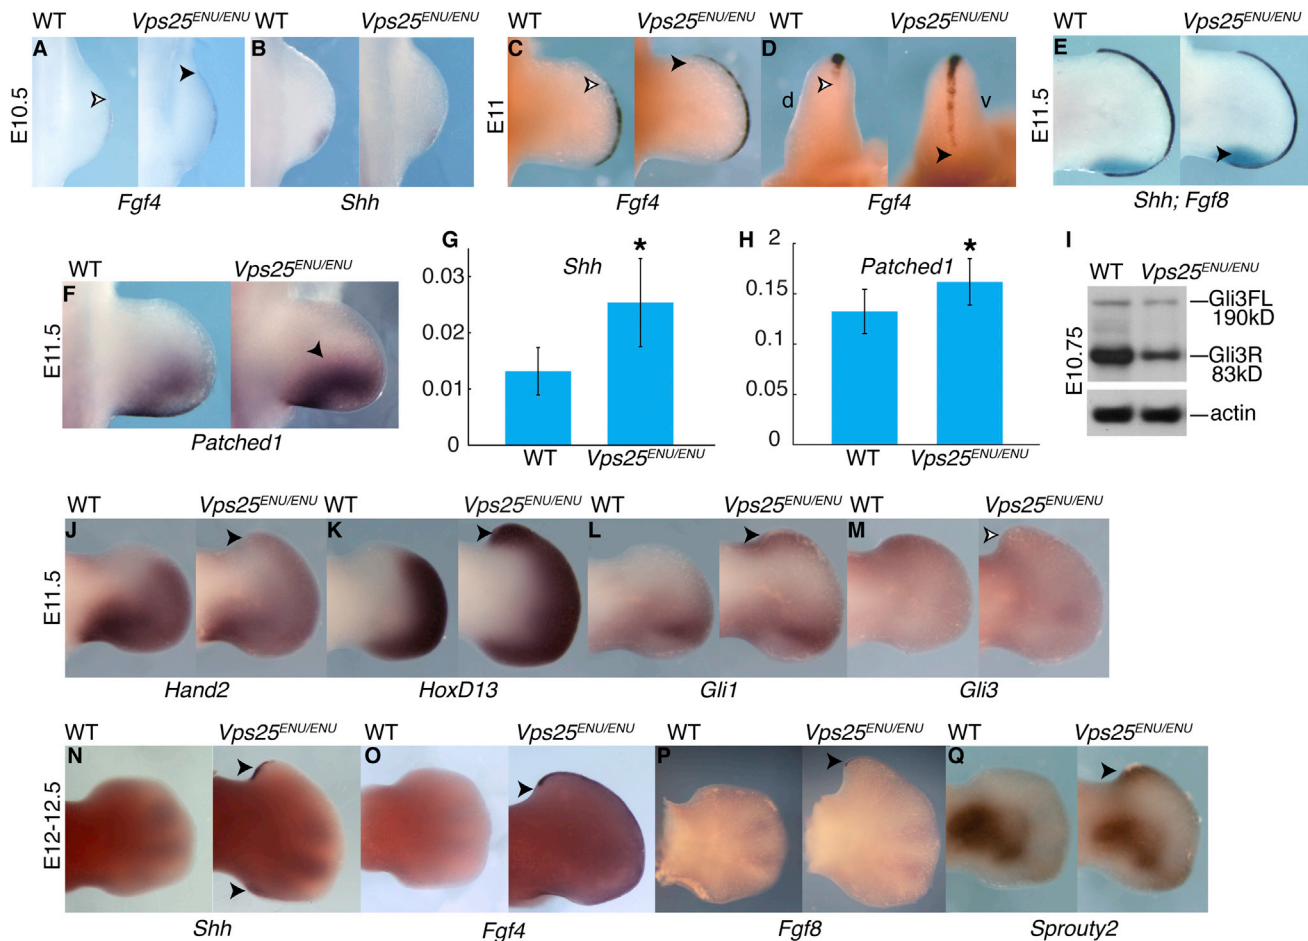 WT Vps25ENU/ENU WT Vps25ENU/ENU WT Vps25ENU/ENU WT Vps25ENU/ENU WT Vps25ENU/ENU
A B C D E
d v
E10.5 E11 E11.5
Fgf4 Shh Fgf4 Fgf4 Shh; Fgf8
WT Vps25ENU/ENU
F
E11.5
Patched1
G
Shh
*
0.03
0.02
0.01
0
WT Vps25ENU/ENU
H
Patched1
*
2
0.15
0.1
0.05
0
WT Vps25ENU/ENU
I
WT Vps25ENU/ENU
E10.75
Gli3FL
190kD
Gli3R
83kD
actin
WT Vps25ENU/ENU WT Vps25ENU/ENU WT Vps25ENU/ENU WT Vps25ENU/ENU
J K L M
E11.5
Hand2 HoxD13 Gli1 Gli3
WT Vps25ENU/ENU WT Vps25ENU/ENU WT Vps25ENU/ENU WT Vps25ENU/ENU
N O P Q
E12-12.5
Shh Fgf4 Fgf8 Sprouty2